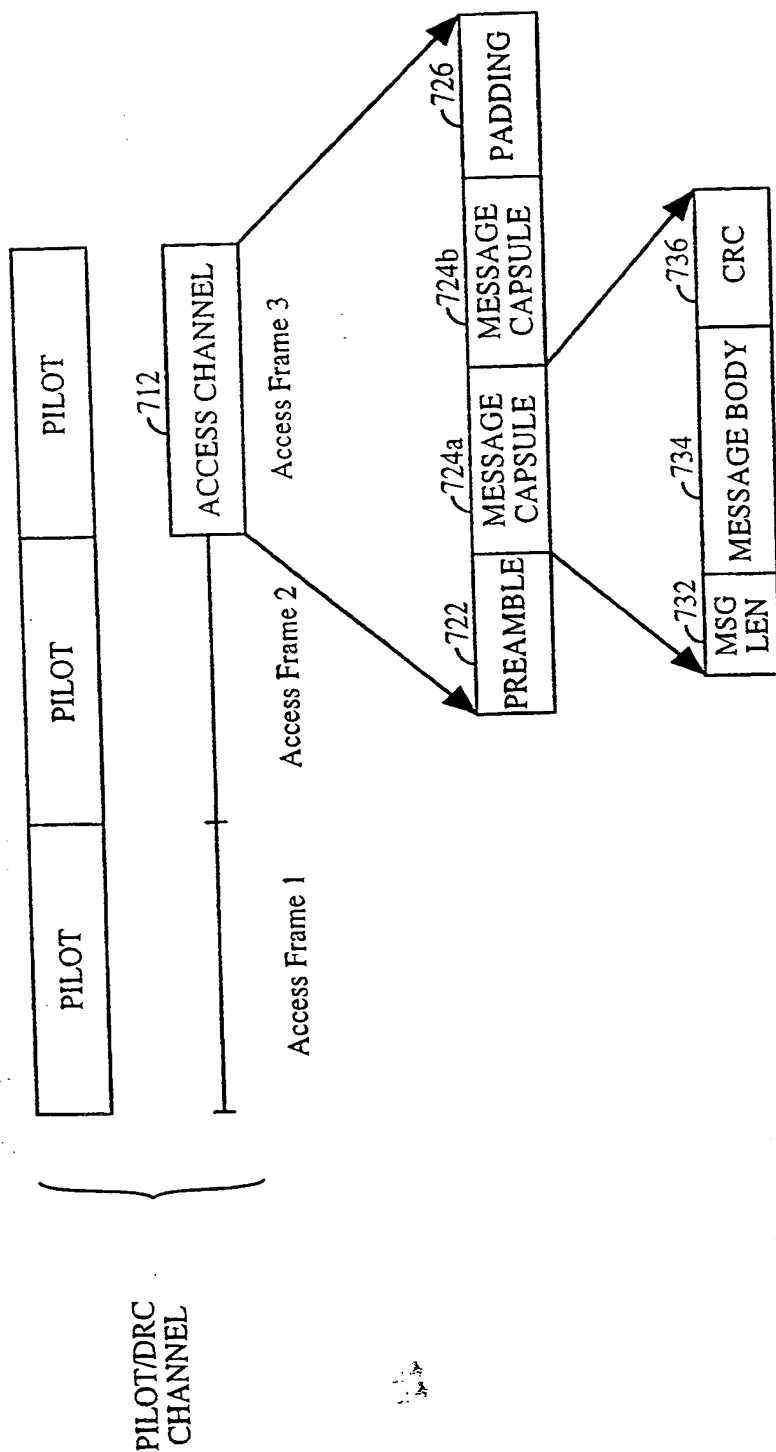 PILOT/DRC
CHANNEL
PILOT
PILOT
PILOT
712
ACCESS CHANNEL
Access Frame 1
Access Frame 2
Access Frame 3
722
724a
724b
726
PREAMBLE
MESSAGE
CAPSULE
MESSAGE
CAPSULE
PADDING
732
734
736
MSG
LEN
MESSAGE BODY
CRC